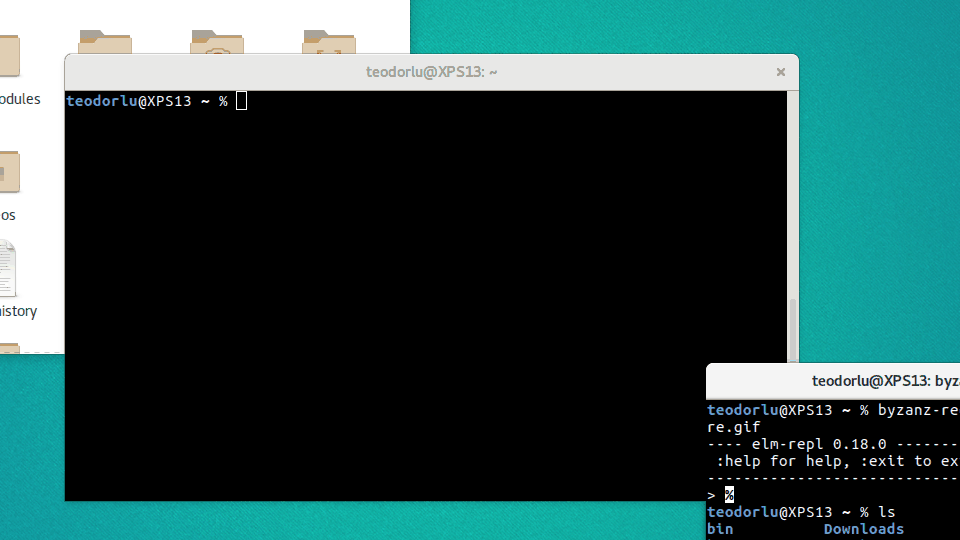 odules
os
history
teodorlu@XPS13: ~
teodorlu@XPS13 ~ %
teodorlu@XPS13: byz
teodorlu@XPS13 ~ % byzanz-re
re.gif
---- elm-repl 0.18.0 -------
:help for help, :exit to ex
----------------------------
> %
teodorlu@XPS13 ~ % ls
bin Downloads